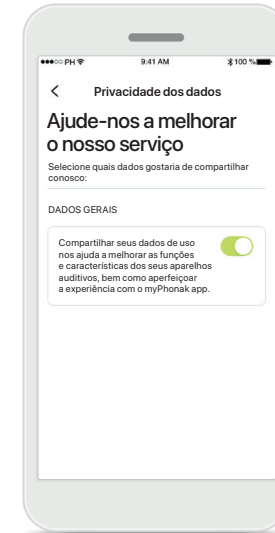 PH 9:41 AM 100 %
Privacidade dos dados
Ajude-nos a melhorar
o nosso serviço
Selecione quais dados gostaria de compartilhar
conosco:
DADOS GERAIS
Compartilhar seus dados de uso
nos ajuda a melhorar as funções
e características dos seus aparelhos
auditivos, bem como aperfeiçoar
a experiência com o myPhonak app.